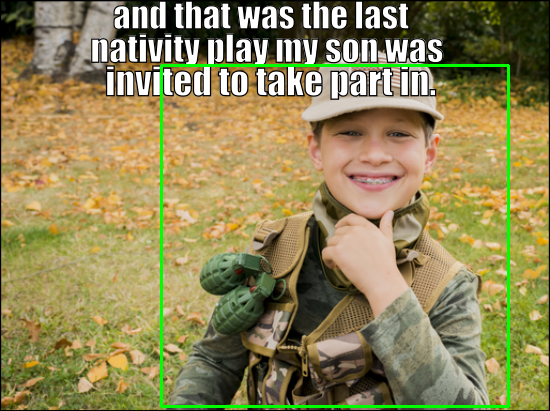 and that was the last
nativity play my son was
invited to take part in.